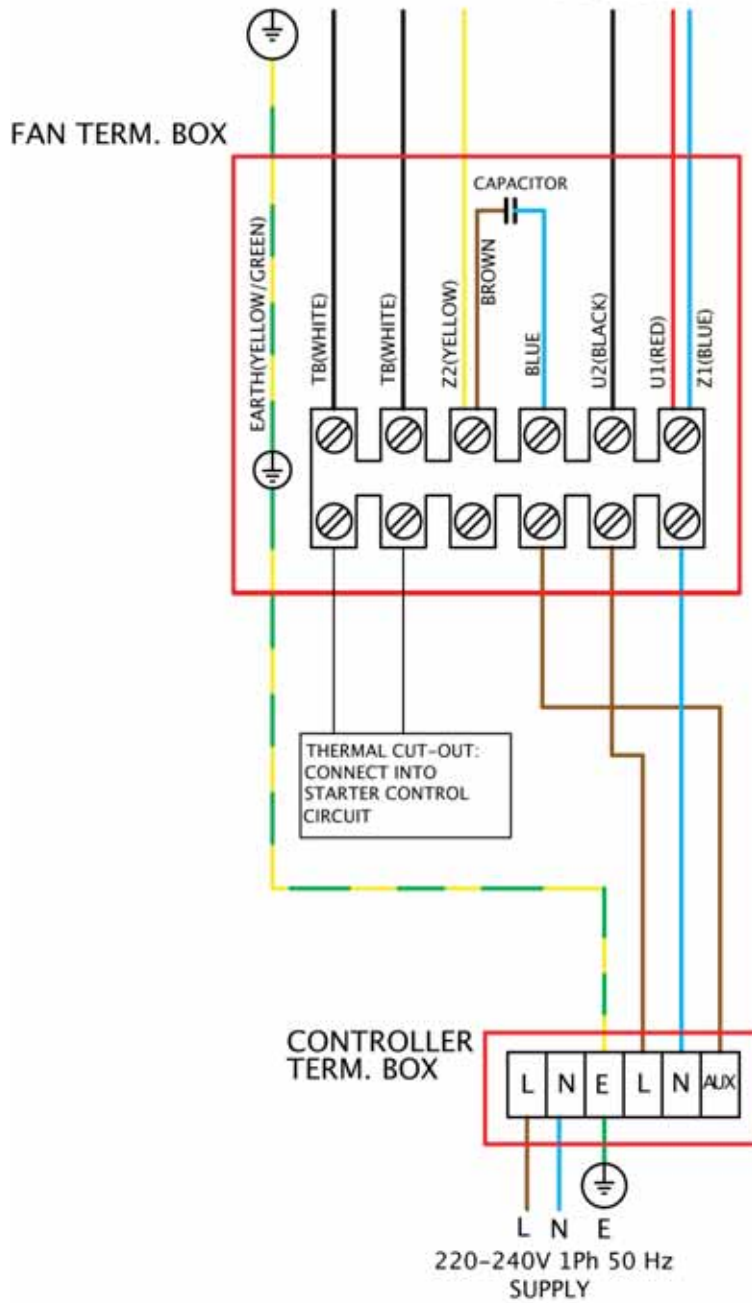 FAN TERM. BOX
CAPACITOR
EARTH(YELLOW/GREEN)
TB(WHITE)
TB(WHITE)
Z2(YELLOW)
BROWN
BLUE
U2(BLACK)
U1(RED)
Z1(BLUE)
THERMAL CUT-OUT:
CONNECT INTO
STARTER CONTROL
CIRCUIT
CONTROLLER
TERM. BOX
L N E L N AUX
L N E
220-240V 1Ph 50 Hz
SUPPLY